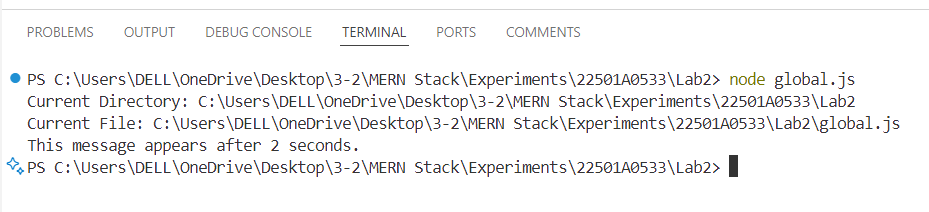 PROBLEMS OUTPUT DEBUG CONSOLE TERMINAL PORTS COMMENTS
PS C:\Users\DELL\OneDrive\Desktop\3-2\MERN Stack\Experiments\22501A0533\Lab2> node global.js
Current Directory: C:\Users\DELL\OneDrive\Desktop\3-2\MERN Stack\Experiments\22501A0533\Lab2
Current File: C:\Users\DELL\OneDrive\Desktop\3-2\MERN Stack\Experiments\22501A0533\Lab2\global.js
This message appears after 2 seconds.
PS C:\Users\DELL\OneDrive\Desktop\3-2\MERN Stack\Experiments\22501A0533\Lab2>